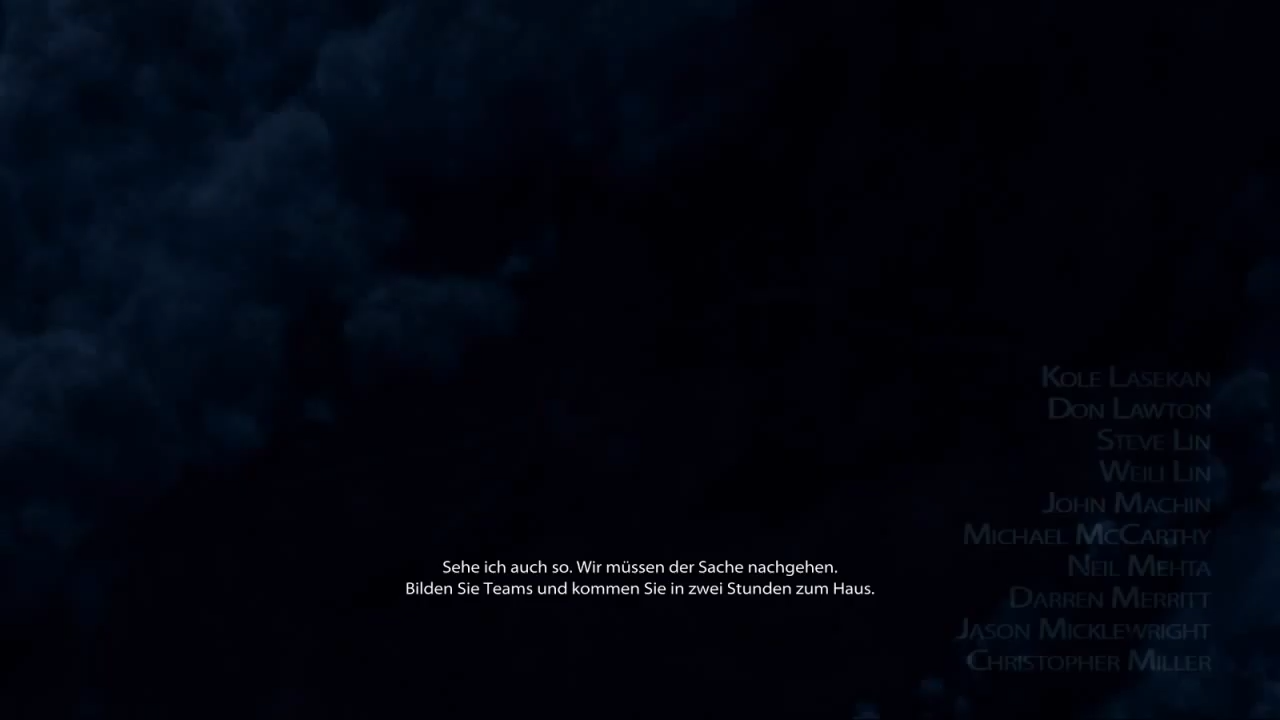 Kole Lasekan
Don Lawton
Steve Lin
Weili Lin
John Machin
Michael McCarthy
Neil Mehta
Darren Merritt
Jason Micklewright
Christopher Miller
Sehe ich auch so. Wir müssen der Sache nachgehen.
Bilden Sie Teams und kommen Sie in zwei Stunden zum Haus.